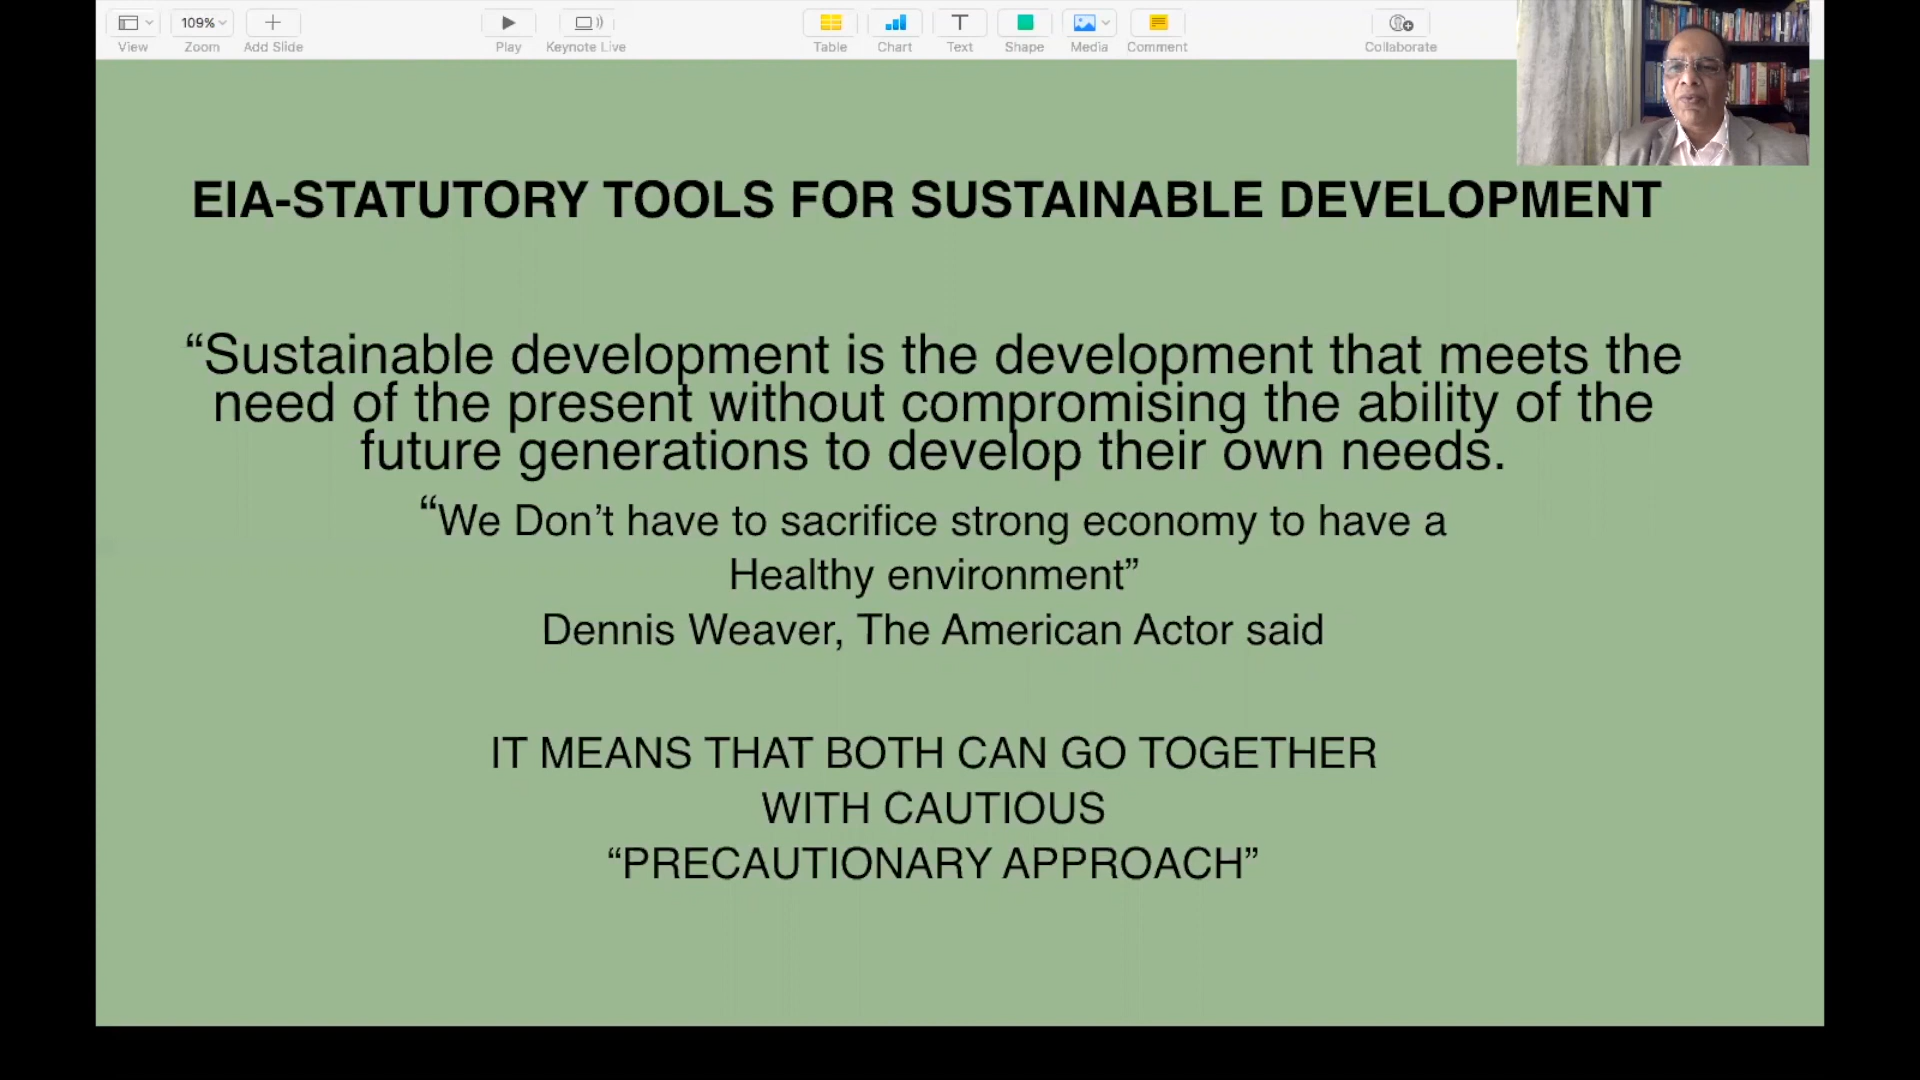 109%
View
Zoom
Add Slide
Play
Keynote Live
Table
Chart
Text
Shape
Media
Comment
Collaborate
EIA-STATUTORY TOOLS FOR SUSTAINABLE DEVELOPMENT
“Sustainable development is the development that meets the
need of the present without compromising the ability of the
future generations to develop their own needs.
“We Don’t have to sacrifice strong economy to have a
Healthy environment”
Dennis Weaver, The American Actor said
IT MEANS THAT BOTH CAN GO TOGETHER
WITH CAUTIOUS
“PRECAUTIONARY APPROACH”